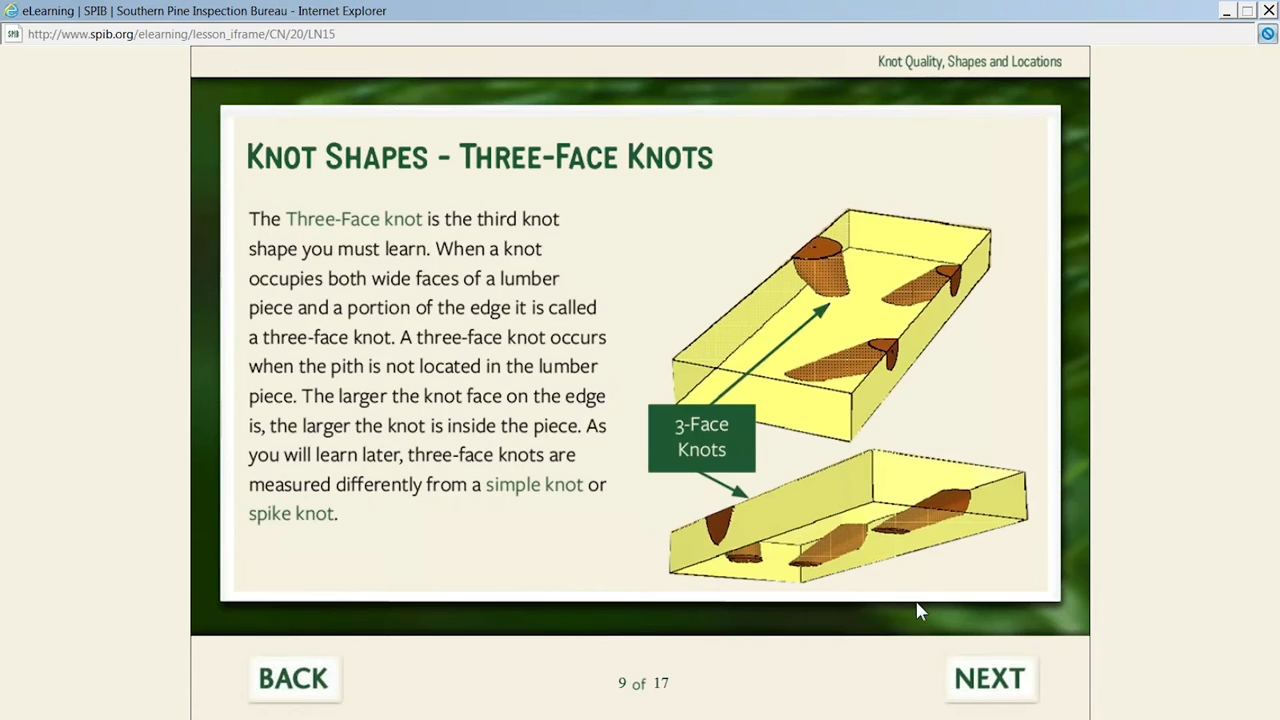 eLearning | SPIB | Southern Pine Inspection Bureau - Internet Explorer
SPIB http://www.spib.org/elearning/lesson_iframe/CN/20/LN15
Knot Quality, Shapes and Locations
KNOT SHAPES - THREE-FACE KNOTS
The Three-Face knot is the third knot
shape you must learn. When a knot
occupies both wide faces of a lumber
piece and a portion of the edge it is called
a three-face knot. A three-face knot occurs
when the pith is not located in the lumber
piece. The larger the knot face on the edge
is, the larger the knot is inside the piece. As
you will learn later, three-face knots are
measured differently from a simple knot or
spike knot.
3-Face
Knots
BACK
9 of 17
NEXT